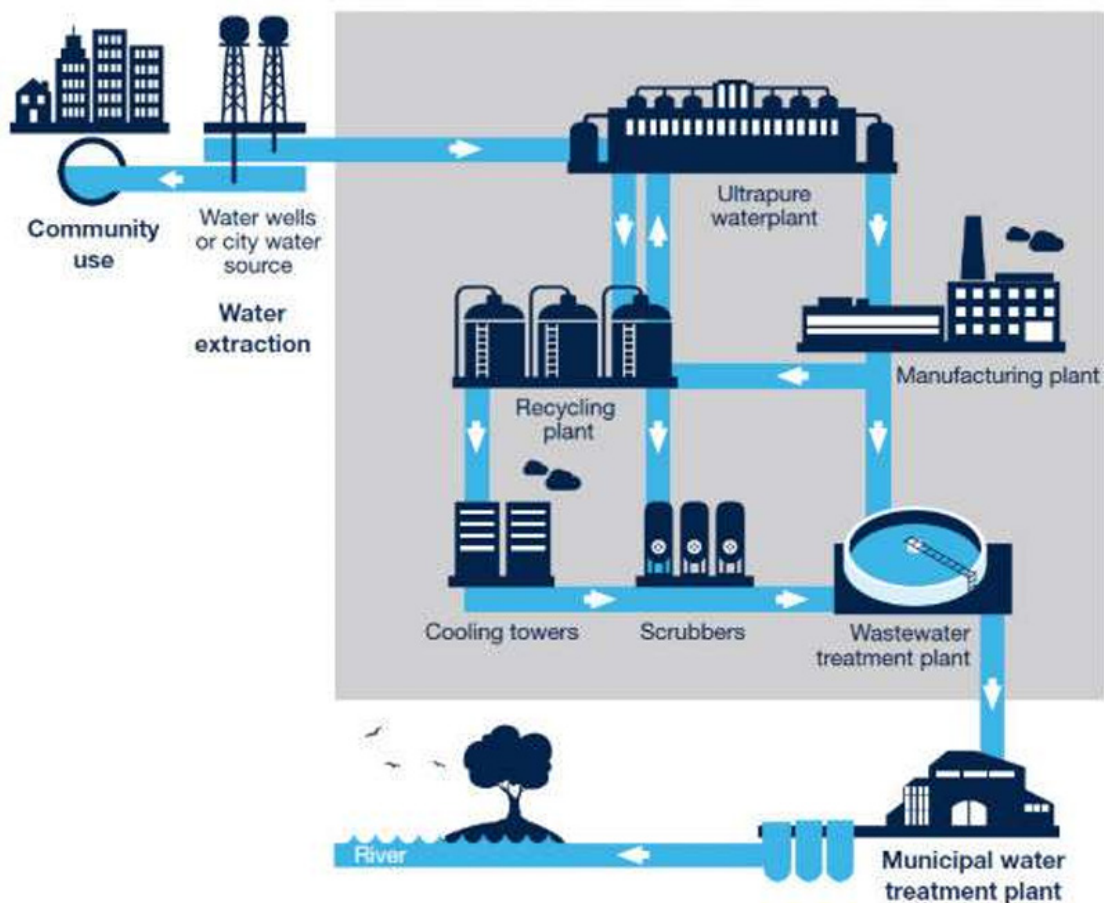 Community
use
Water wells
or city water
source
Water
extraction
Ultrapure
waterplant
Manufacturing plant
Recycling
plant
Cooling towers
Scrubbers
Wastewater
treatment plant
River
Municipal water
treatment plant